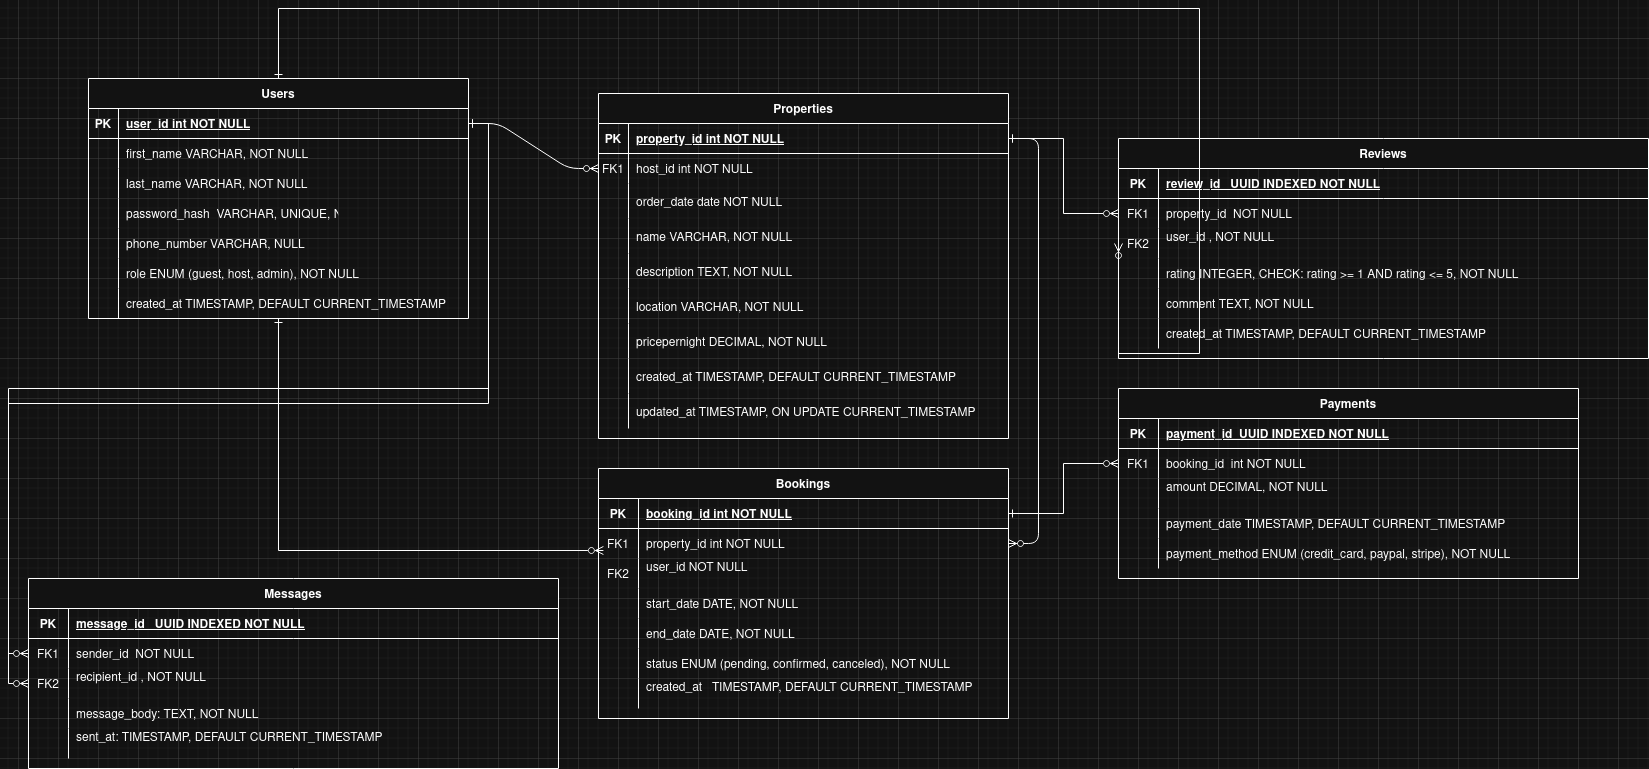 Users
PK user_id int NOT NULL
first_name VARCHAR, NOT NULL
last_name VARCHAR, NOT NULL
password_hash VARCHAR, UNIQUE, N
phone_number VARCHAR, NULL
role ENUM (guest, host, admin), NOT NULL
created_at TIMESTAMP, DEFAULT CURRENT_TIMESTAMP
Properties
PK property_id int NOT NULL
FK1 host_id int NOT NULL
order_date date NOT NULL
name VARCHAR, NOT NULL
description TEXT, NOT NULL
location VARCHAR, NOT NULL
pricepernight DECIMAL, NOT NULL
created_at TIMESTAMP, DEFAULT CURRENT_TIMESTAMP
updated_at TIMESTAMP, ON UPDATE CURRENT_TIMESTAMP
Reviews
PK review_id UUID INDEXED NOT NULL
FK1 property_id NOT NULL
FK2 user_id , NOT NULL
rating INTEGER, CHECK: rating >= 1 AND rating <= 5, NOT NULL
comment TEXT, NOT NULL
created_at TIMESTAMP, DEFAULT CURRENT_TIMESTAMP
Payments
PK payment_id UUID INDEXED NOT NULL
FK1 booking_id int NOT NULL
amount DECIMAL, NOT NULL
payment_date TIMESTAMP, DEFAULT CURRENT_TIMESTAMP
payment_method ENUM (credit_card, paypal, stripe), NOT NULL
Bookings
PK booking_id int NOT NULL
FK1 property_id int NOT NULL
FK2 user_id NOT NULL
start_date DATE, NOT NULL
end_date DATE, NOT NULL
status ENUM (pending, confirmed, canceled), NOT NULL
created_at TIMESTAMP, DEFAULT CURRENT_TIMESTAMP
Messages
PK message_id UUID INDEXED NOT NULL
FK1 sender_id NOT NULL
FK2 recipient_id , NOT NULL
message_body: TEXT, NOT NULL
sent_at: TIMESTAMP, DEFAULT CURRENT_TIMESTAMP